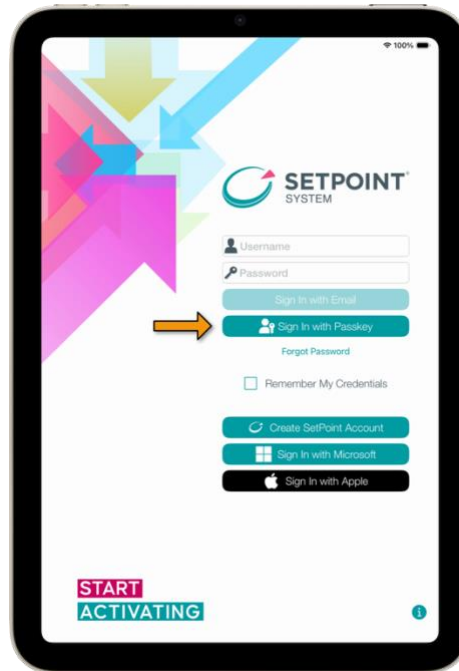 100%
SETPOINT®
SYSTEM
Username
Password
Sign In with Email
Sign In with Passkey
Forgot Password
Remember My Credentials
Create SetPoint Account
Sign In with Microsoft
Sign In with Apple
START
ACTIVATING
i